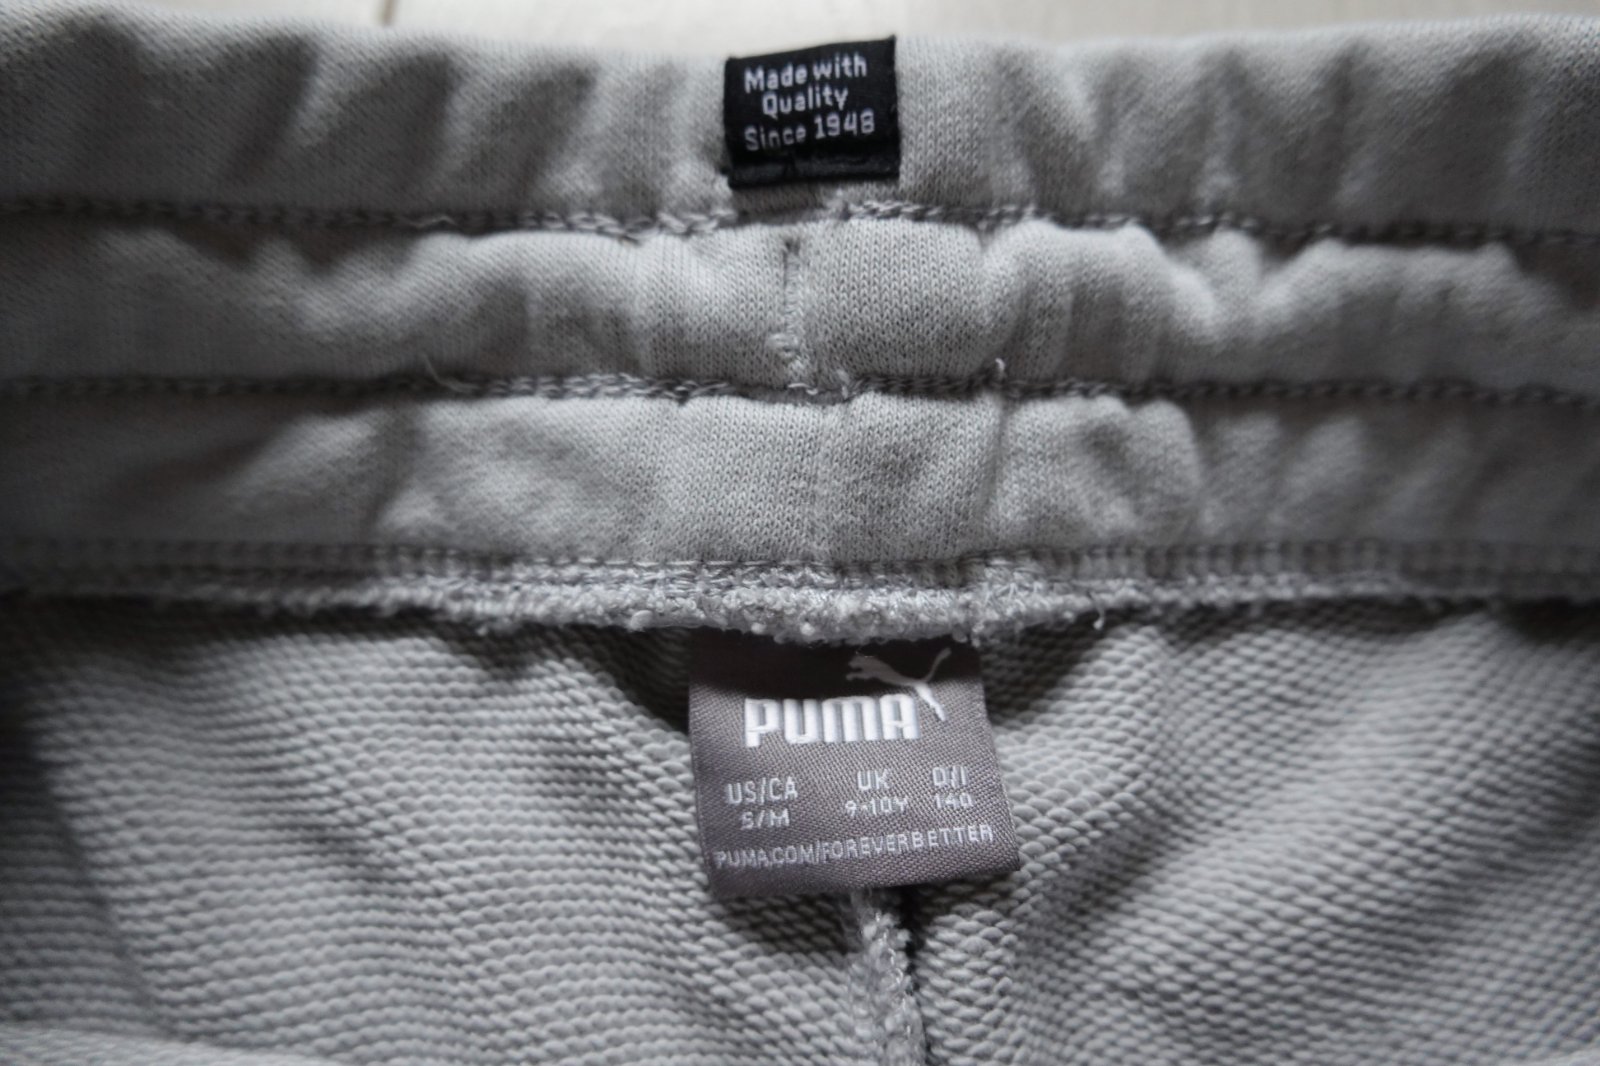 Made with
Quality
Since 1948
PUMA
US/CA UK D/I
S/M 9-10Y 140
PUMA.COM/FOREVERBETTER